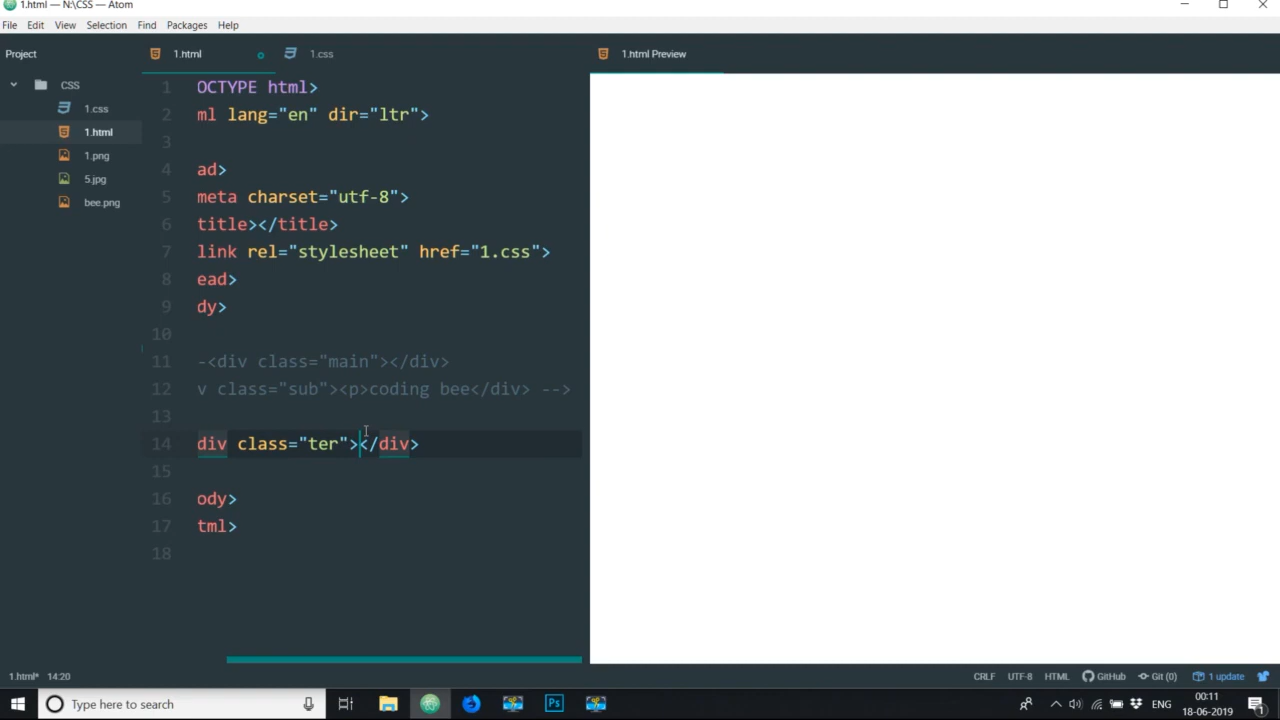 1.html — N:\CSS — Atom
File Edit View Selection Find Packages Help
Project
1.html
1.css
1.html Preview
CSS
1.css
1.html
1.png
5.jpg
bee.png
1 OCTYPE html>
2 ml lang="en" dir="ltr">
3
4 ad>
5 meta charset="utf-8">
6 title></title>
7 link rel="stylesheet" href="1.css">
8 ead>
9 dy>
10
11 -<div class="main"></div>
12 v class="sub"><p>coding bee</div> -->
13
14 div class="ter"></div>
15
16 ody>
17 tml>
18
1.html* 14:20
CRLF UTF-8 HTML GitHub Git (0) 1 update
Type here to search
Ps
ENG
00:11
18-06-2019
1